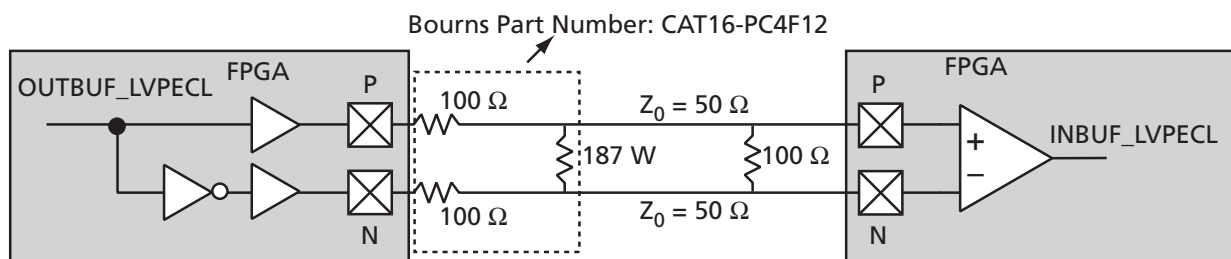 Bourns Part Number: CAT16-PC4F12
OUTBUF_LVPECL
FPGA
P
100 Ω
Z0 = 50 Ω
187 W
100 Ω
P
FPGA
INBUF_LVPECL
+
–
N
100 Ω
Z0 = 50 Ω
N